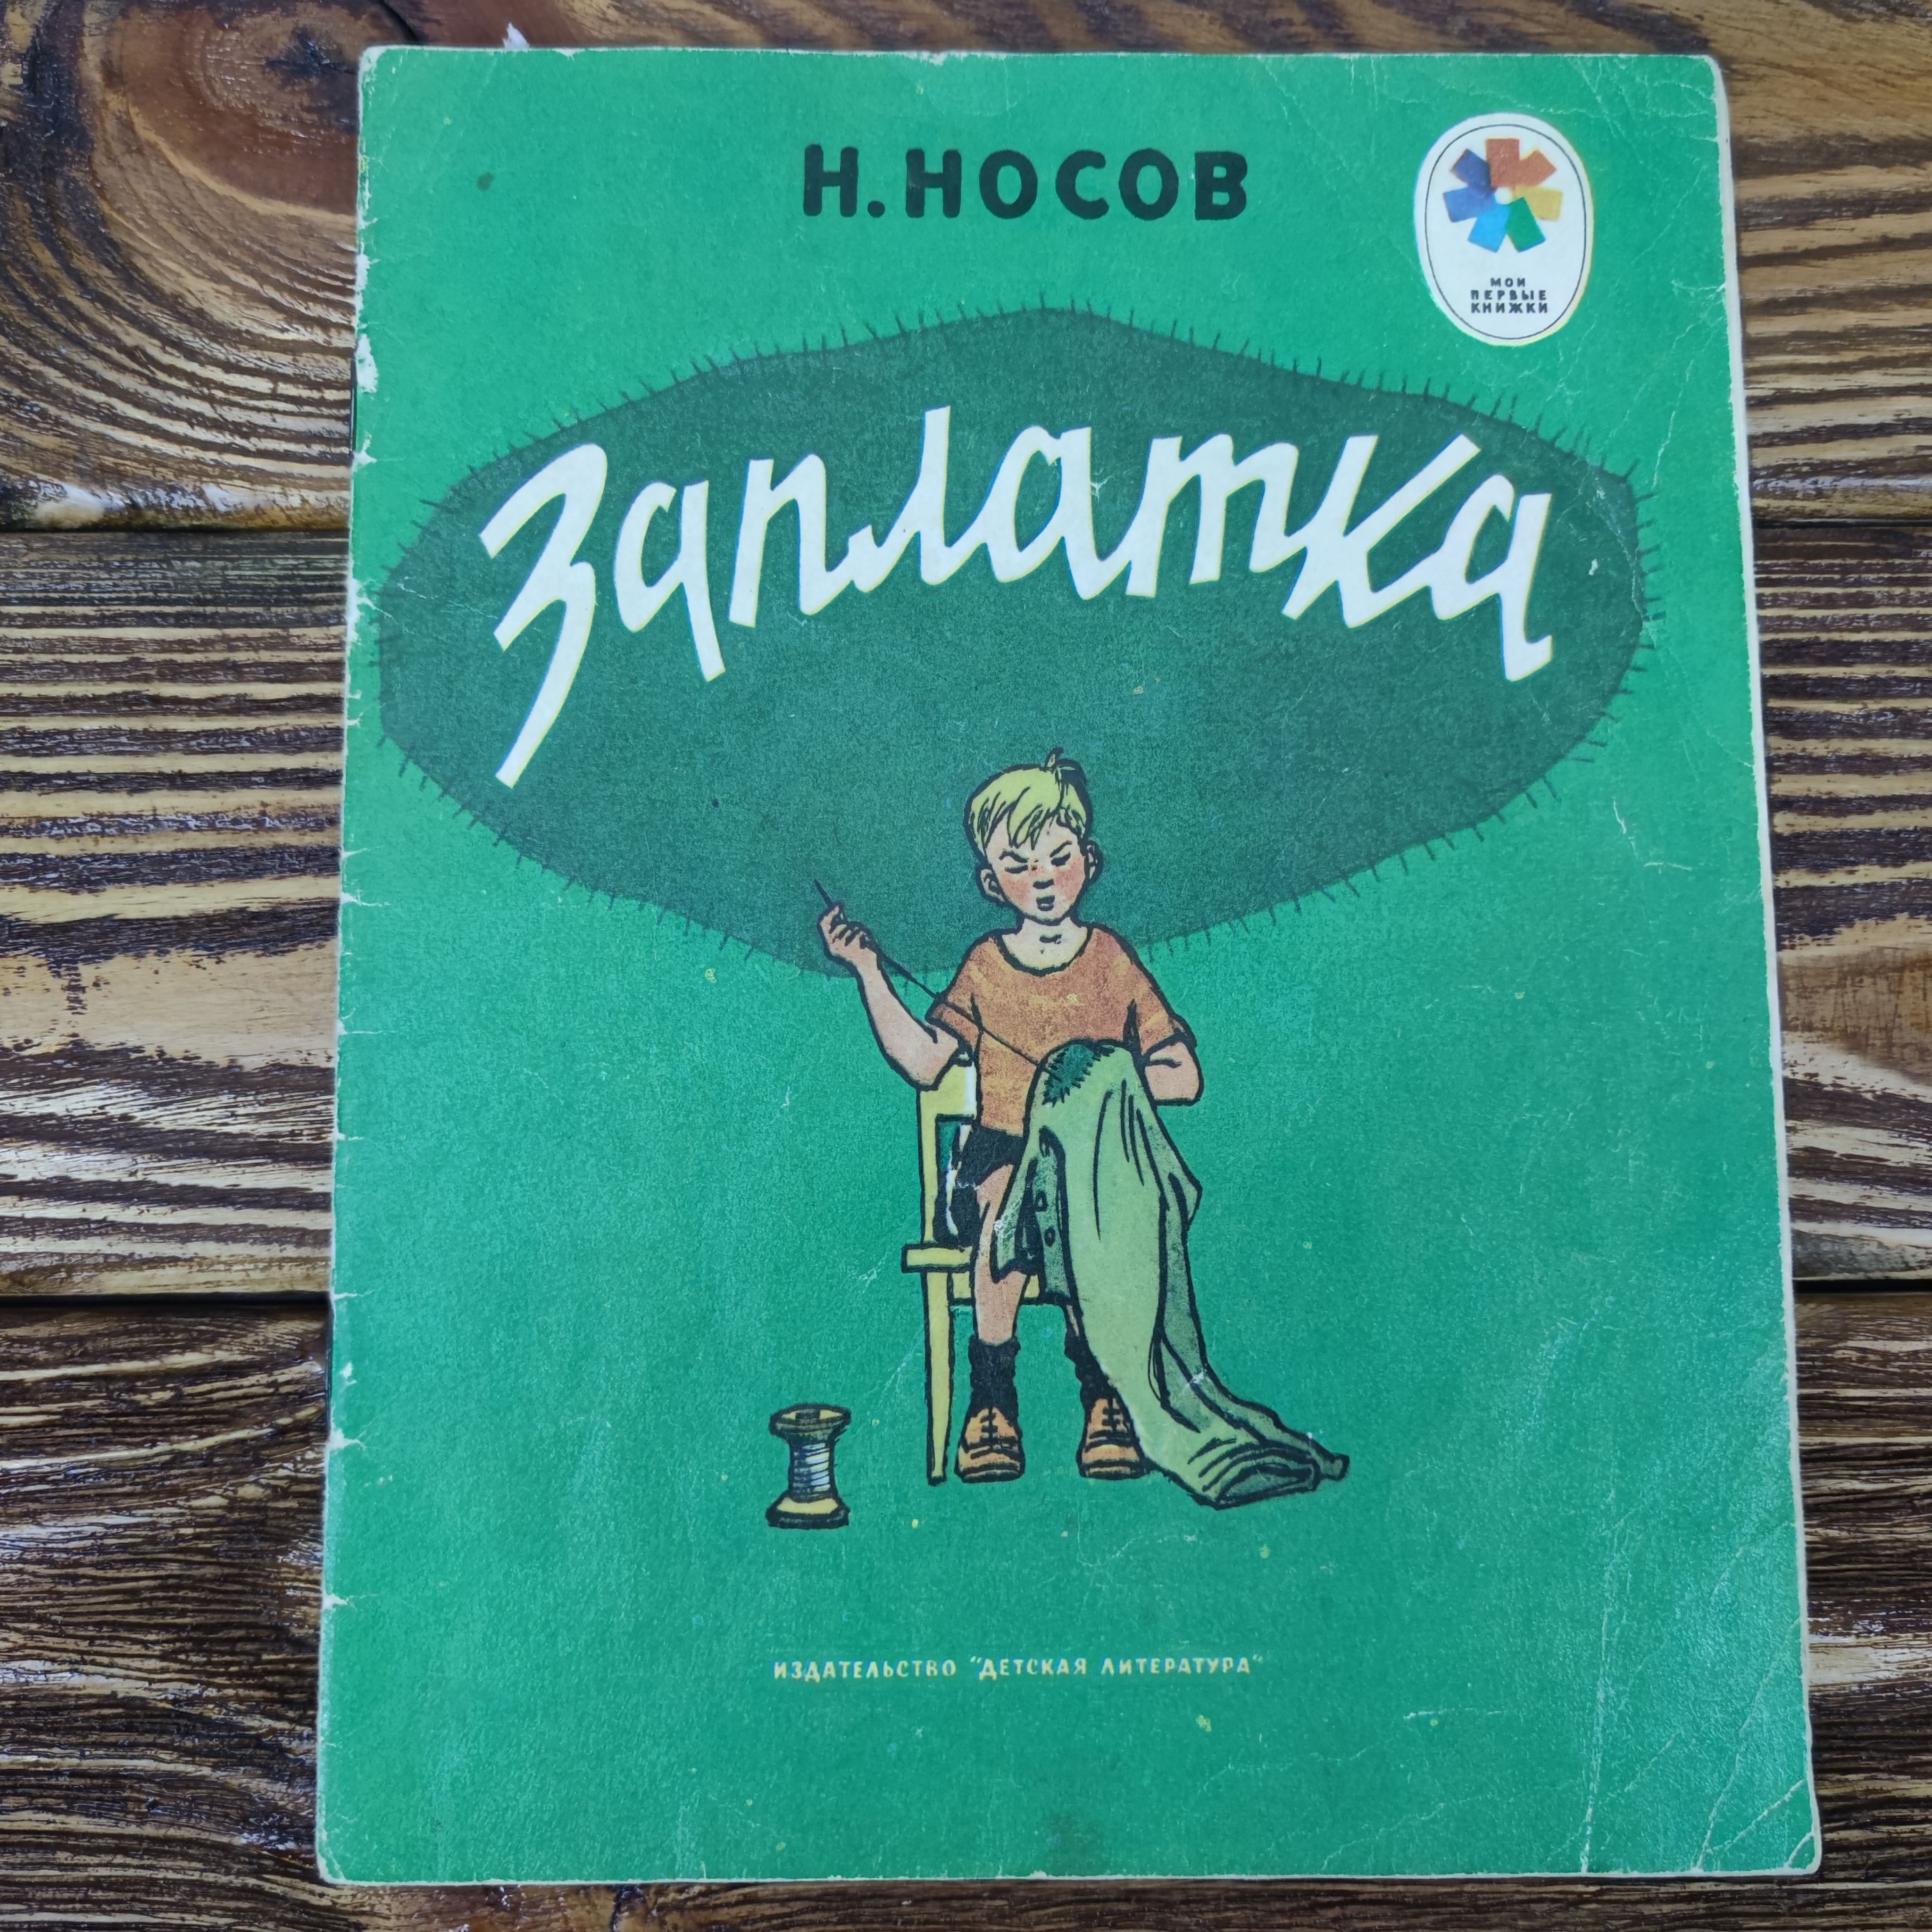 Н. НОСОВ
МОИ
ПЕРВЫЕ
КНИЖКИ
Заплатка
ИЗДАТЕЛЬСТВО "ДЕТСКАЯ ЛИТЕРАТУРА"